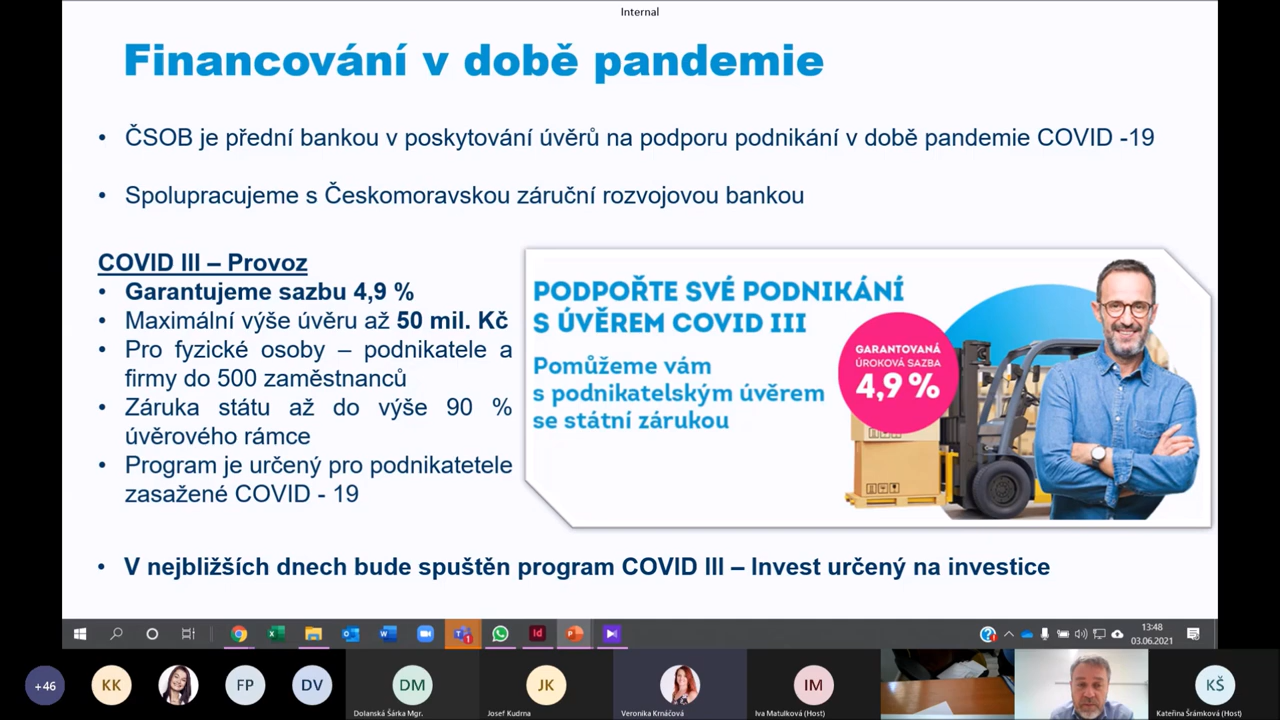 Internal
Financování v době pandemie
• ČSOB je přední bankou v poskytování úvěrů na podporu podnikání v době pandemie COVID -19
• Spolupracujeme s Českomoravskou záruční rozvojovou bankou
COVID III – Provoz
• Garantujeme sazbu 4,9 %
• Maximální výše úvěru až 50 mil. Kč
• Pro fyzické osoby – podnikatele a
firmy do 500 zaměstnanců
• Záruka státu až do výše 90 %
úvěrového rámce
• Program je určený pro podnikatetele
zasažené COVID - 19
PODPOŘTE SVÉ PODNIKÁNÍ
S ÚVĚREM COVID III
Pomůžeme vám
s podnikatelským úvěrem
se státní zárukou
GARANTOVANÁ
ÚROKOVÁ SAZBA
4,9 %
• V nejbližších dnech bude spuštěn program COVID III – Invest určený na investice
13:48
03.06.2021
+46
KK
FP
DV
DM
Dolanská Šárka Mgr.
JK
Josef Kudrna
Veronika Krnáčová
IM
Iva Matulková (Host)
KŠ
Kateřina Šrámková (Host)